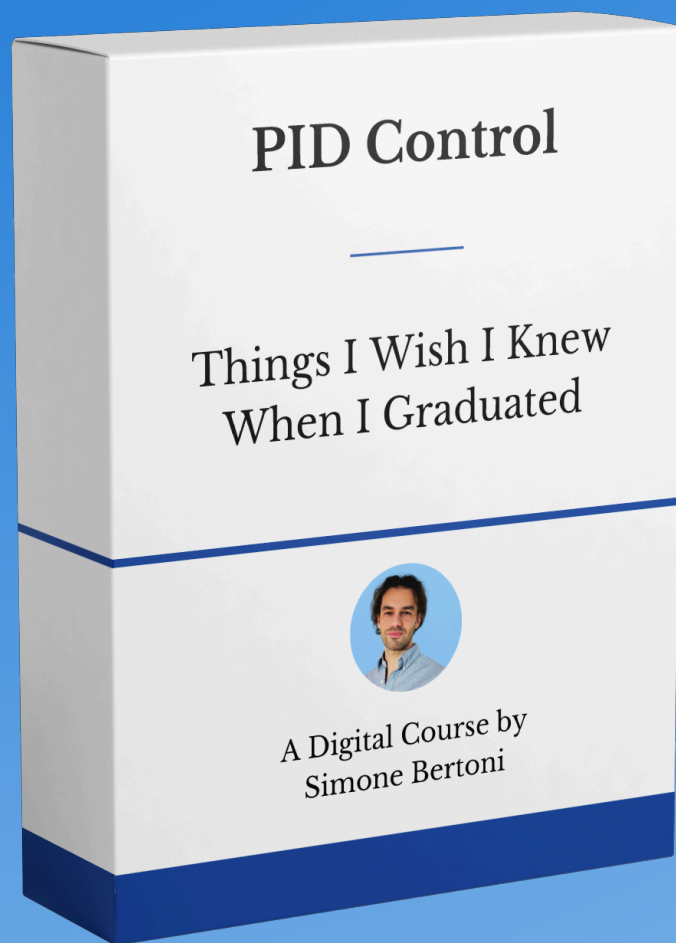 PID Control
Things I Wish I Knew
When I Graduated
A Digital Course by
Simone Bertoni